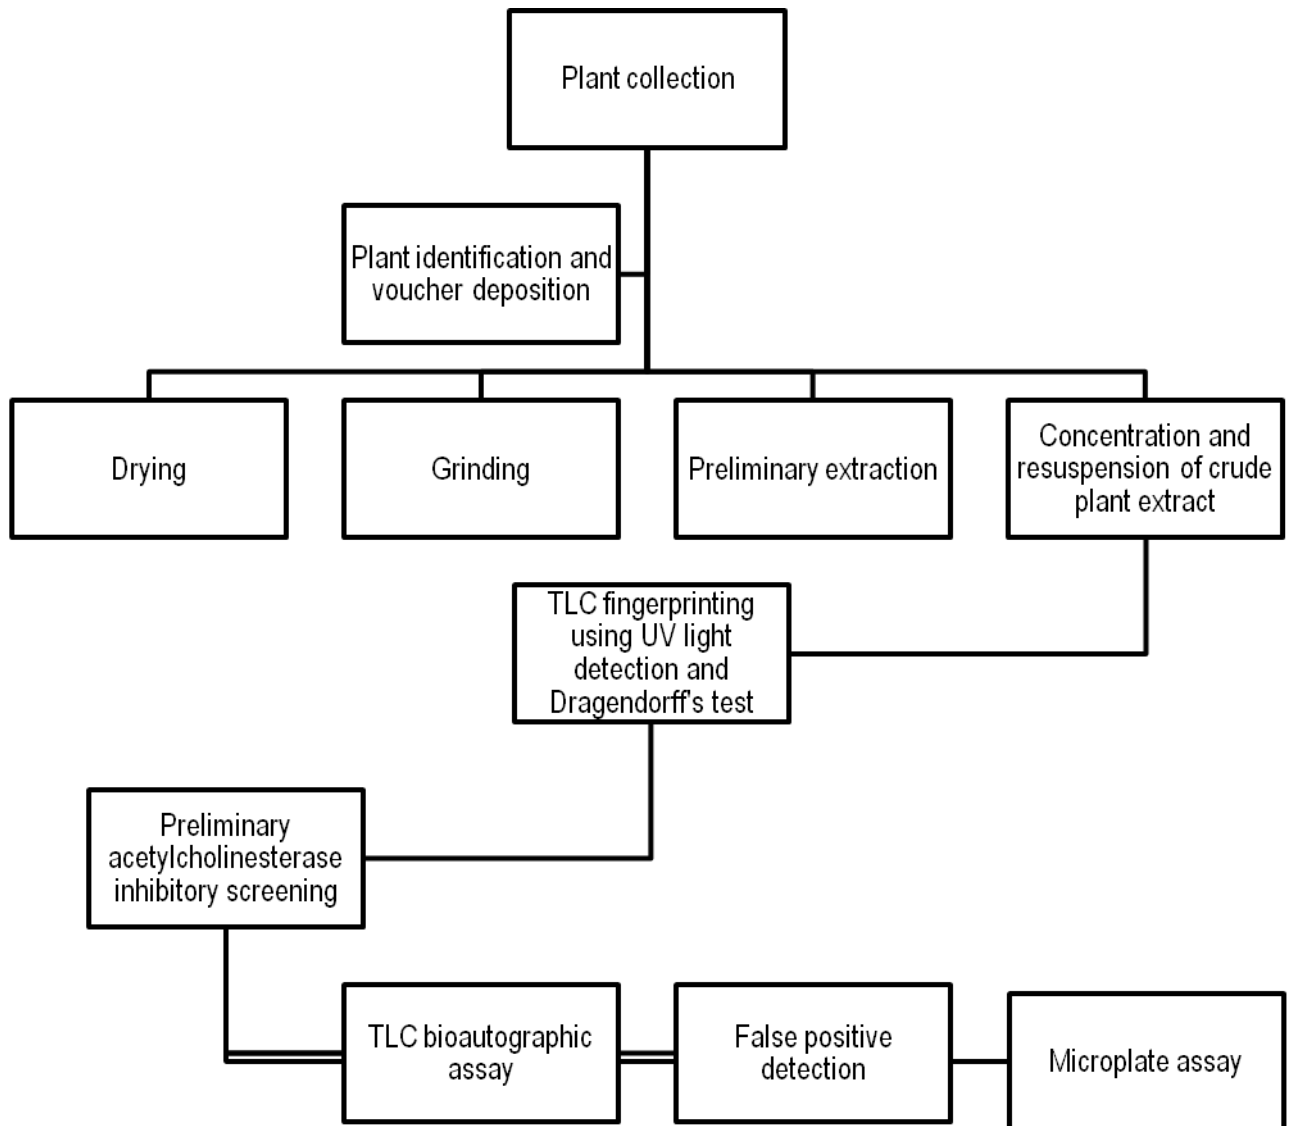 Plant collection
Plant identification and
voucher deposition
Drying
Grinding
Preliminary extraction
Concentration and
resuspension of crude
plant extract
TLC fingerprinting
using UV light
detection and
Dragendorff's test
Preliminary
acetylcholinesterase
inhibitory screening
TLC bioautographic
assay
False positive
detection
Microplate assay